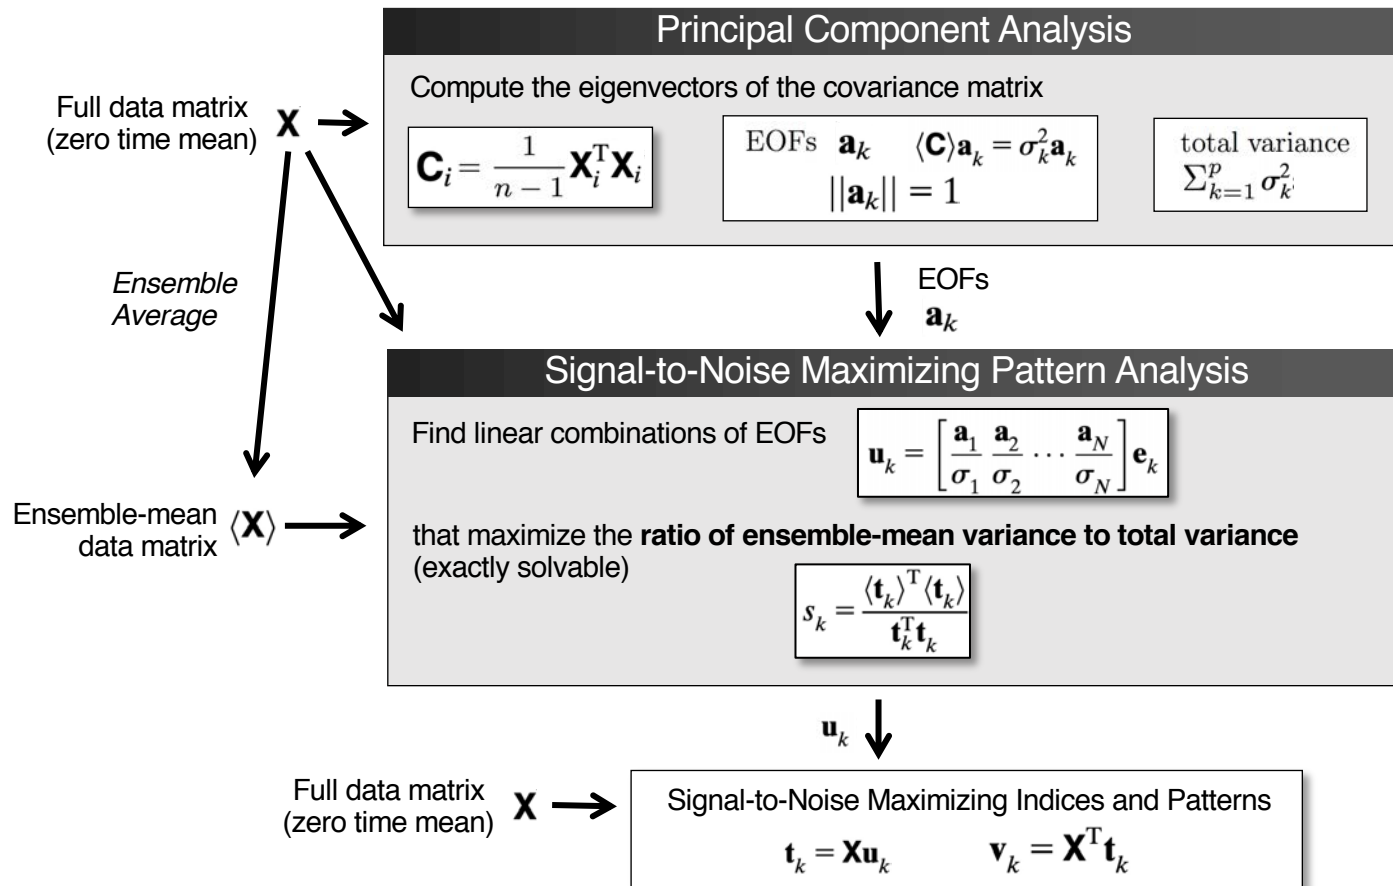 Principal Component Analysis
Full data matrix
(zero time mean) X
Compute the eigenvectors of the covariance matrix
C_i = \frac{1}{n − 1} X_i^T X_i
EOFs a_k ⟨C⟩a_k = σ_k^2 a_k
||a_k|| = 1
total variance
∑_{k=1}^p σ_k^2
Ensemble
Average
EOFs
a_k
Signal-to-Noise Maximizing Pattern Analysis
Find linear combinations of EOFs
u_k = [\frac{a_1}{σ_1} \frac{a_2}{σ_2} ⋯ \frac{a_N}{σ_N}] e_k
Ensemble-mean
data matrix ⟨X⟩
that maximize the ratio of ensemble-mean variance to total variance
(exactly solvable)
s_k = \frac{⟨t_k⟩^T ⟨t_k⟩}{t_k^T t_k}
u_k
Full data matrix
(zero time mean) X
Signal-to-Noise Maximizing Indices and Patterns
t_k = Xu_k v_k = X^T t_k